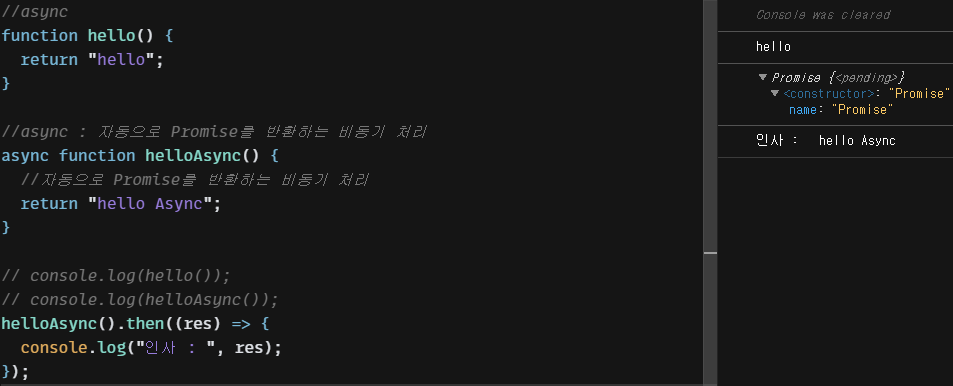 //async
function hello() {
  return "hello";
}

//async : 자동으로 Promise를 반환하는 비동기 처리
async function helloAsync() {
  //자동으로 Promise를 반환하는 비동기 처리
  return "hello Async";
}

// console.log(hello());
// console.log(helloAsync());
helloAsync().then((res) => {
  console.log("인사 : ", res);
});
Console was cleared
hello
▼ Promise {<pending>}
▼ <constructor>: "Promise"
name: "Promise"
인사 :  hello Async